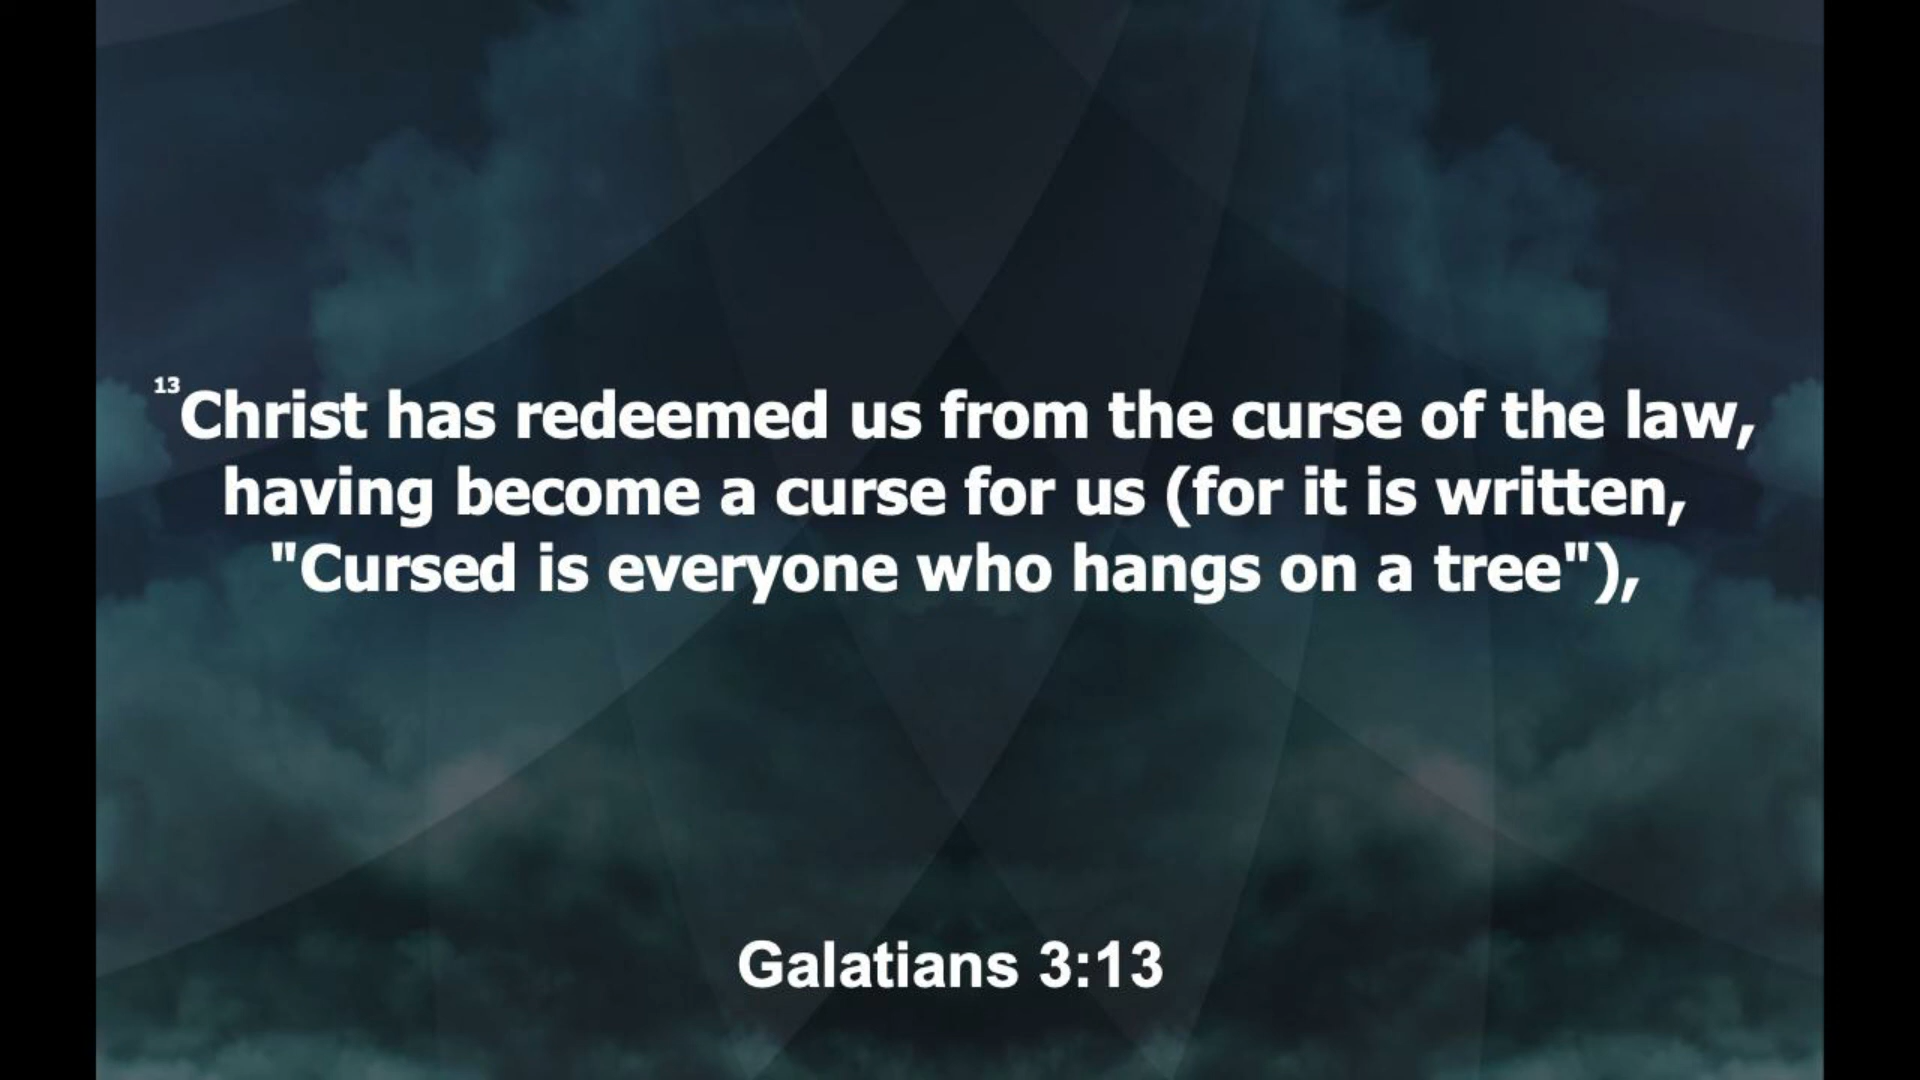 13Christ has redeemed us from the curse of the law,
having become a curse for us (for it is written,
"Cursed is everyone who hangs on a tree"),
Galatians 3:13